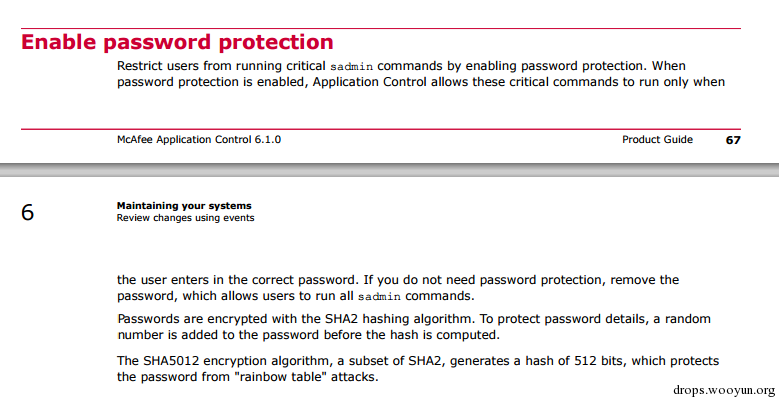 Enable password protection
Restrict users from running critical sadmin commands by enabling password protection. When
password protection is enabled, Application Control allows these critical commands to run only when
McAfee Application Control 6.1.0 Product Guide 67
6 Maintaining your systems
Review changes using events
the user enters in the correct password. If you do not need password protection, remove the
password, which allows users to run all sadmin commands.
Passwords are encrypted with the SHA2 hashing algorithm. To protect password details, a random
number is added to the password before the hash is computed.
The SHA5012 encryption algorithm, a subset of SHA2, generates a hash of 512 bits, which protects
the password from "rainbow table" attacks.
drops.wooyun.org